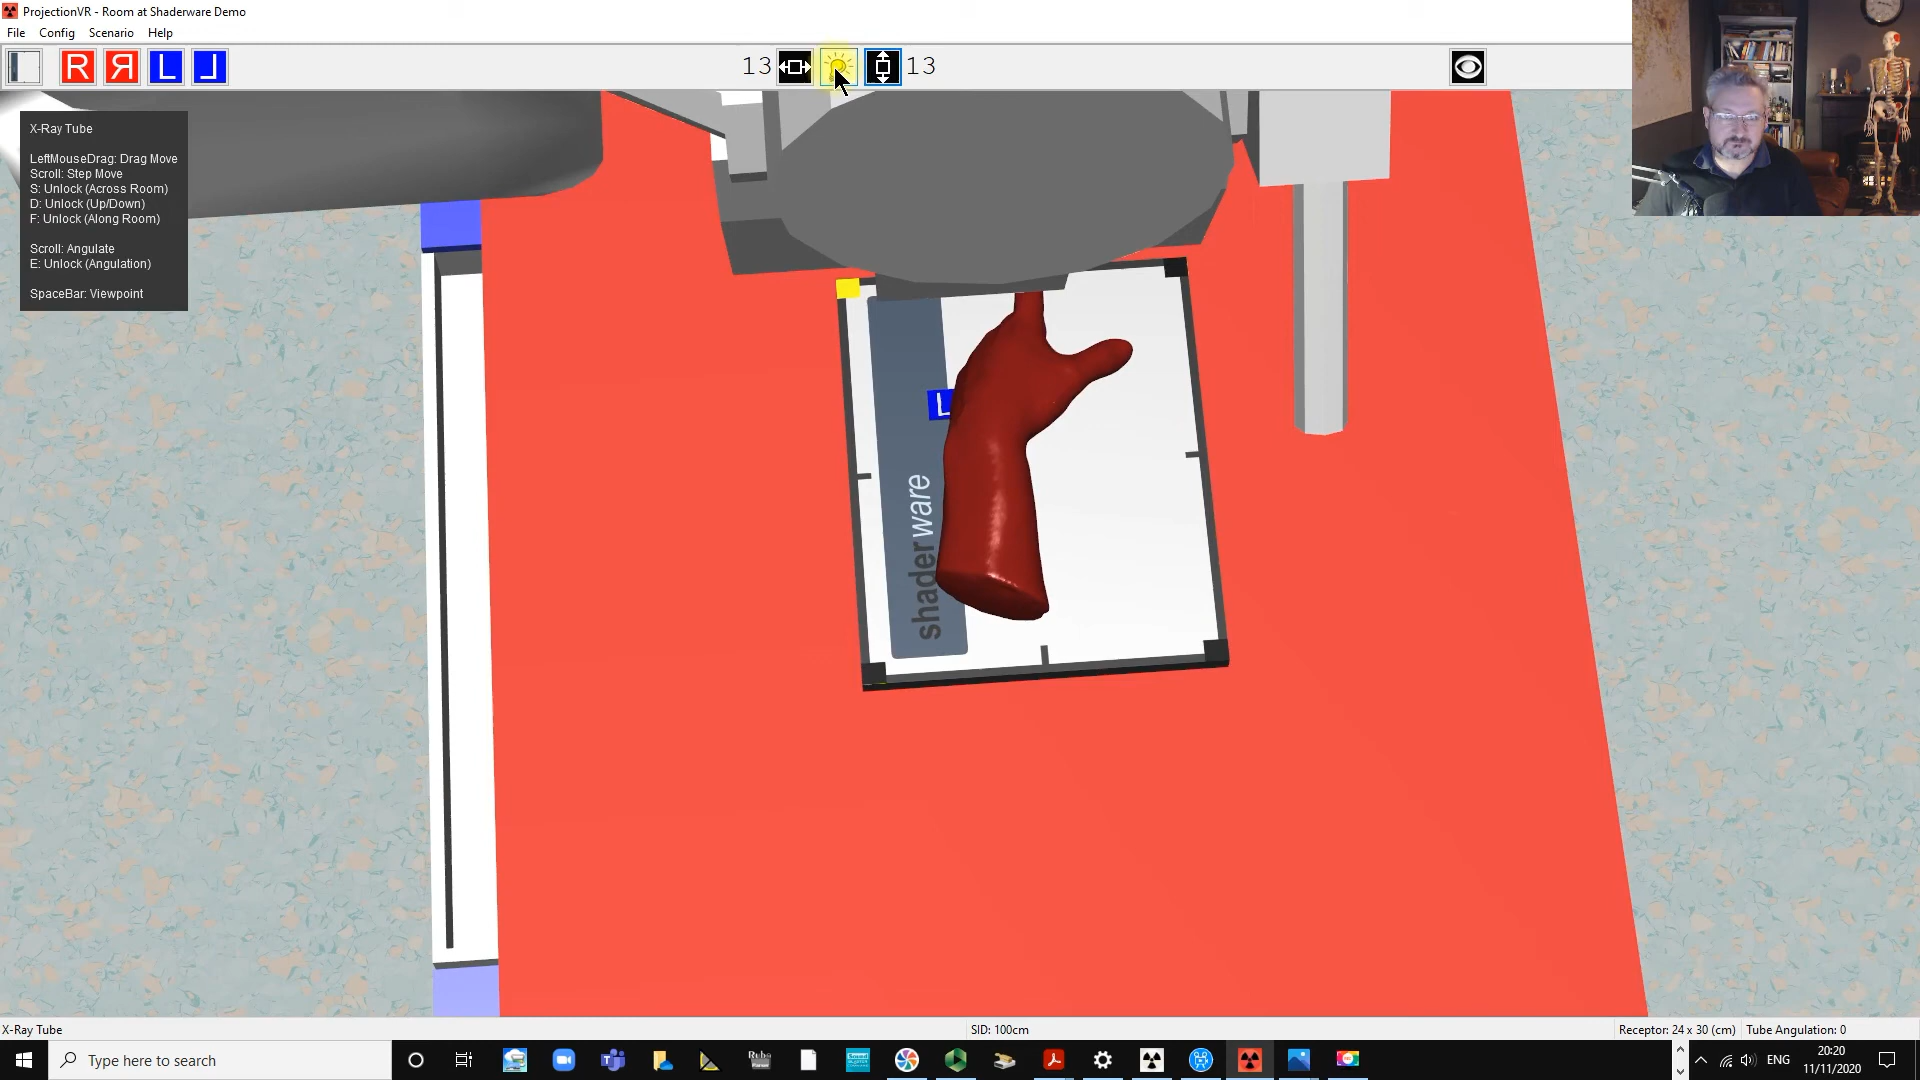 ProjectionVR - Room at Shaderware Demo
File Config Scenario Help
R R L L 13 13
X-Ray Tube
LeftMouseDrag: Drag Move
Scroll: Step Move
S: Unlock (Across Room)
D: Unlock (Up/Down)
F: Unlock (Along Room)
Scroll: Angulate
E: Unlock (Angulation)
SpaceBar: Viewpoint
L
shaderware
X-Ray Tube SID: 100cm Receptor: 24 x 30 (cm) Tube Angulation: 0
Type here to search ENG 20:20
11/11/2020